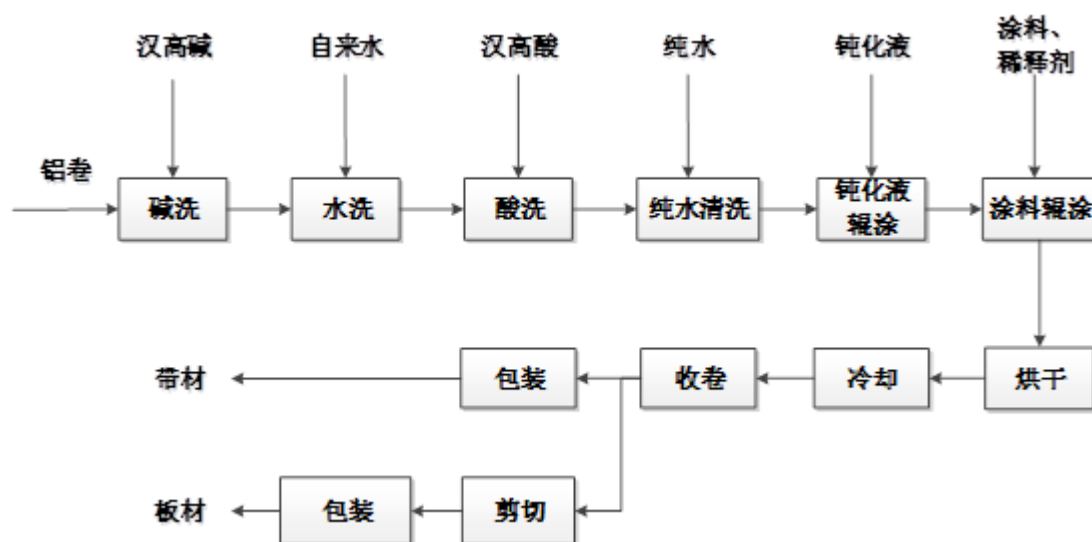 汉高碱
自来水
汉高酸
纯水
钝化液
涂料、
稀释剂
铝卷
碱洗
水洗
酸洗
纯水清洗
钝化液
辊涂
涂料辊涂
带材
包装
收卷
冷却
烘干
板材
包装
剪切